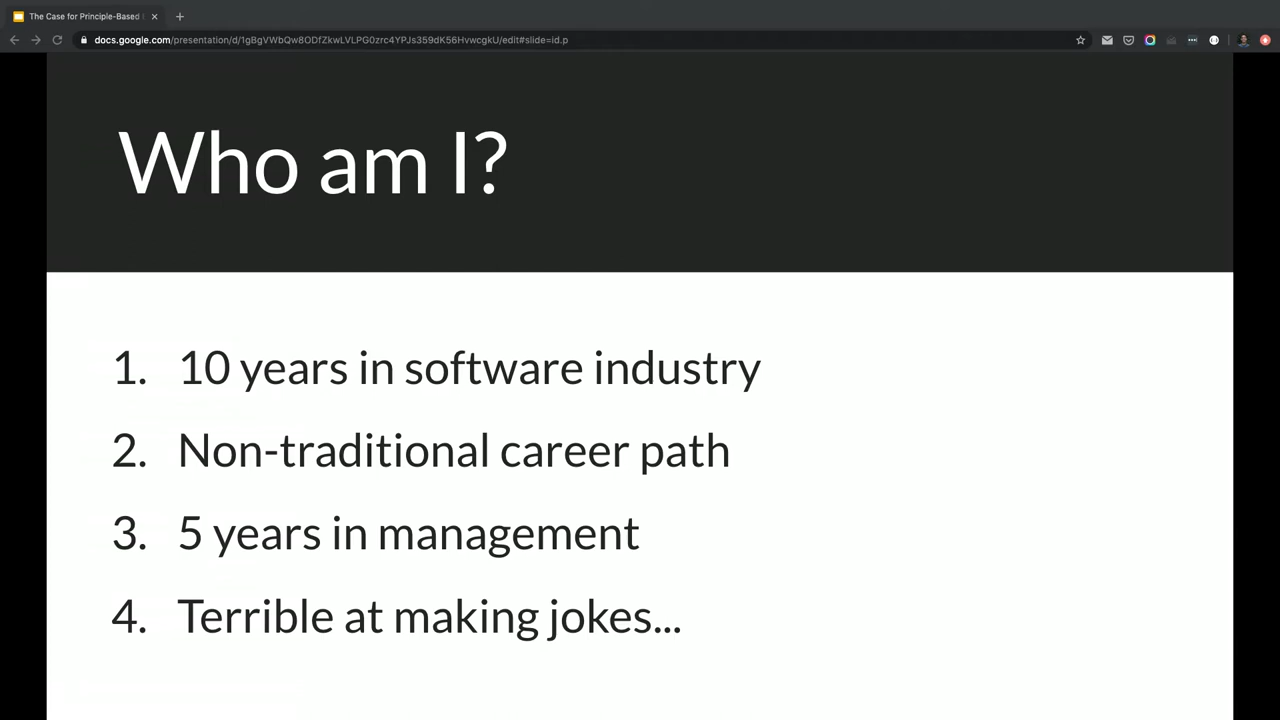 The Case for Principle-Based
docs.google.com/presentation/d/1gBgVWbQw8ODfZkwLVLPG0zrc4YPJs359dK56HvwcgkU/edit#slide=id.p
Who am I?
1. 10 years in software industry
2. Non-traditional career path
3. 5 years in management
4. Terrible at making jokes...